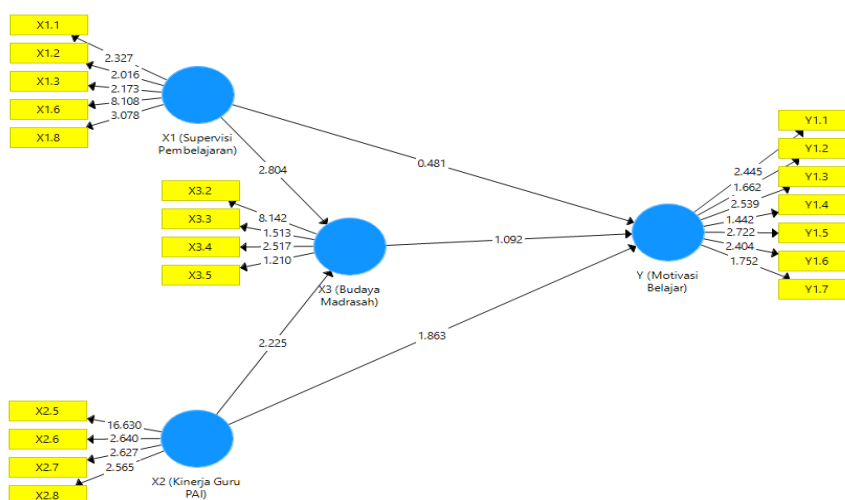 X1.1
X1.2
X1.3
X1.6
X1.8
2.327
2.016
2.173
8.108
3.078
X1 (Supervisi
Pembelajaran)
2.804
0.481
X3.2
X3.3
X3.4
X3.5
8.142
1.513
2.517
1.210
X3 (Budaya
Madrasah)
1.092
Y1.1
Y1.2
Y1.3
Y1.4
Y1.5
Y1.6
Y1.7
2.445
1.662
2.539
1.442
2.722
2.404
1.752
Y (Motivasi
Belajar)
2.225
1.863
X2.5
X2.6
X2.7
X2.8
16.630
2.640
2.627
2.565
X2 (Kinerja Guru
PAI)